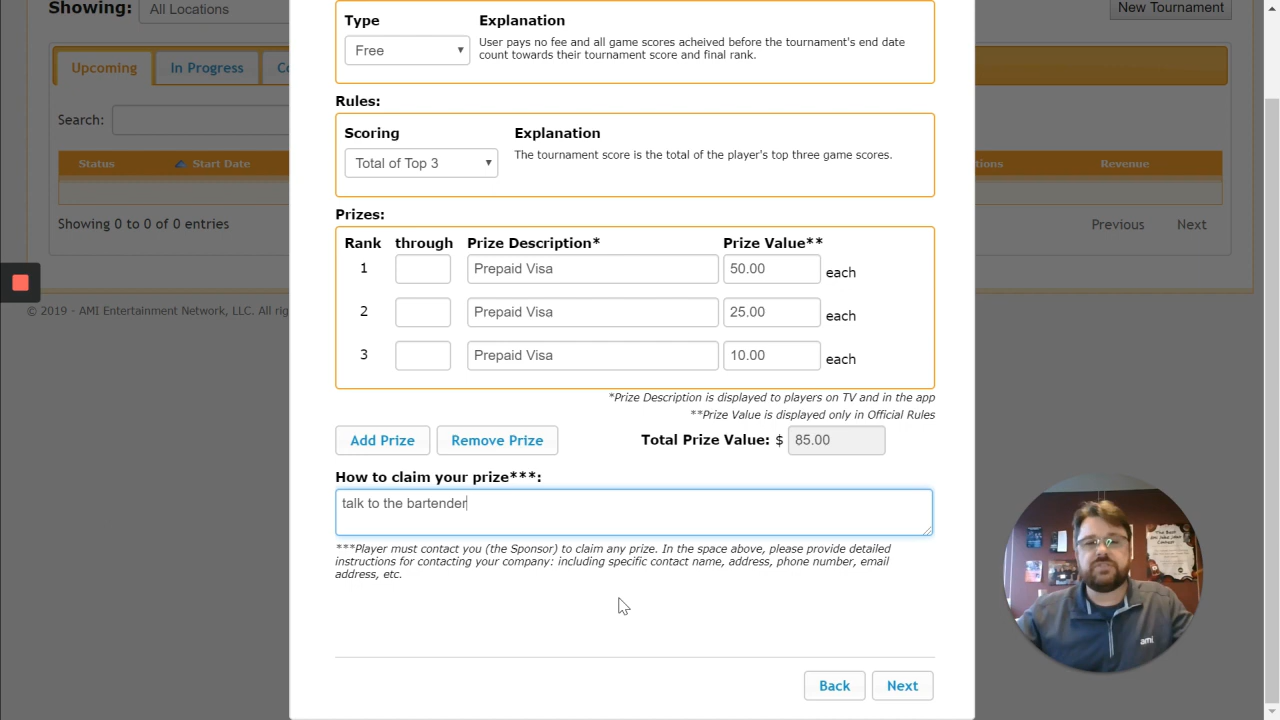 Showing:
All Locations
New Tournament
Upcoming
In Progress
Search:
Status
Start Date
Revenue
Showing 0 to 0 of 0 entries
Previous
Next
© 2019 - AMI Entertainment Network, LLC. All
Type
Explanation
Free
User pays no fee and all game scores acheived before the tournament's end date
count towards their tournament score and final rank.
Rules:
Scoring
Explanation
Total of Top 3
The tournament score is the total of the player's top three game scores.
Prizes:
Rank through Prize Description* Prize Value**
1 Prepaid Visa 50.00 each
2 Prepaid Visa 25.00 each
3 Prepaid Visa 10.00 each
*Prize Description is displayed to players on TV and in the app
**Prize Value is displayed only in Official Rules
Add Prize
Remove Prize
Total Prize Value: $ 85.00
How to claim your prize***:
talk to the bartender
***Player must contact you (the Sponsor) to claim any prize. In the space above, please provide detailed
instructions for contacting your company: including specific contact name, address, phone number, email
address, etc.
Back
Next
ami